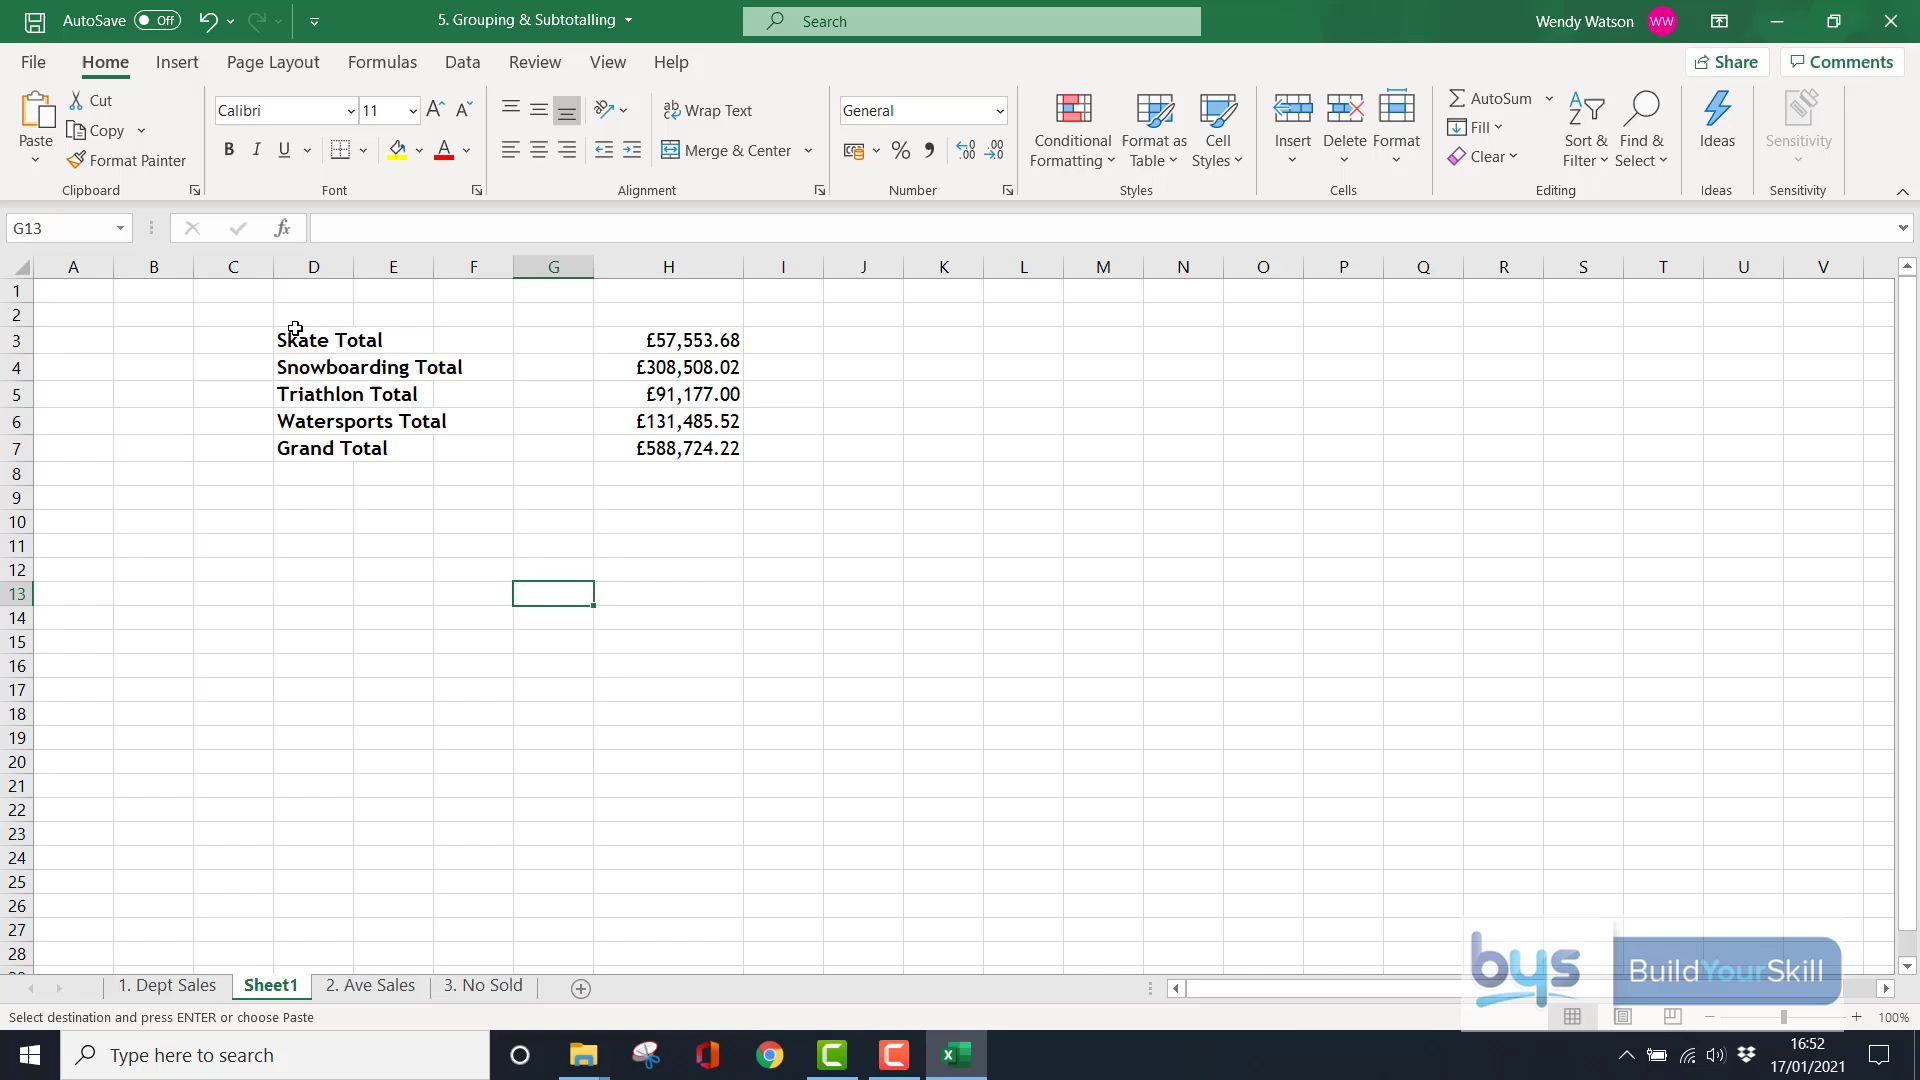 AutoSave Off 5. Grouping & Subtotalling Search Wendy Watson WW
File Home Insert Page Layout Formulas Data Review View Help Share Comments
Paste Cut Copy Format Painter Clipboard
Calibri 11 B I U A Font
Wrap Text Merge & Center Alignment
General % Number
Conditional Formatting Format as Table Cell Styles Styles
Insert Delete Format Cells
AutoSum Fill Clear Sort & Filter Find & Select Editing
Ideas Ideas
Sensitivity Sensitivity
G13 fx
A B C D E F G H I J K L M N O P Q R S T U V
1
2
3 Skate Total £57,553.68
4 Snowboarding Total £308,508.02
5 Triathlon Total £91,177.00
6 Watersports Total £131,485.52
7 Grand Total £588,724.22
8
9
10
11
12
13
14
15
16
17
18
19
20
21
22
23
24
25
26
27
28
bys BuildYourSkill
1. Dept Sales Sheet1 2. Ave Sales 3. No Sold
Select destination and press ENTER or choose Paste 100%
Type here to search 16:52
17/01/2021